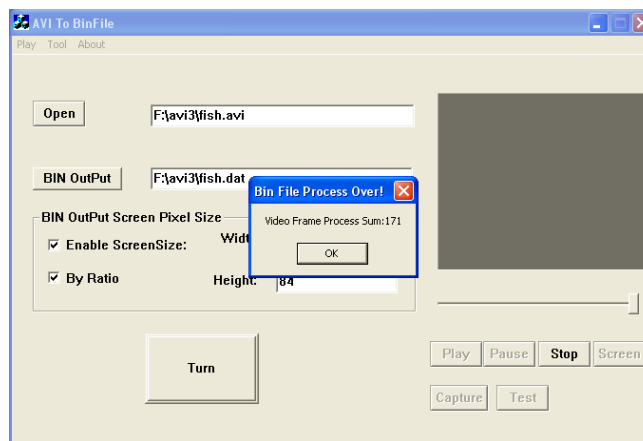 AVI To BinFile
Play Tool About
Open
F:\avi3\fish.avi
BIN OutPut
F:\avi3\fish.dat
Bin File Process Over!
Video Frame Process Sum:171
OK
BIN OutPut Screen Pixel Size
Enable ScreenSize:
Widt
By Ratio
Height:
84
Turn
Play Pause Stop Screen
Capture Test